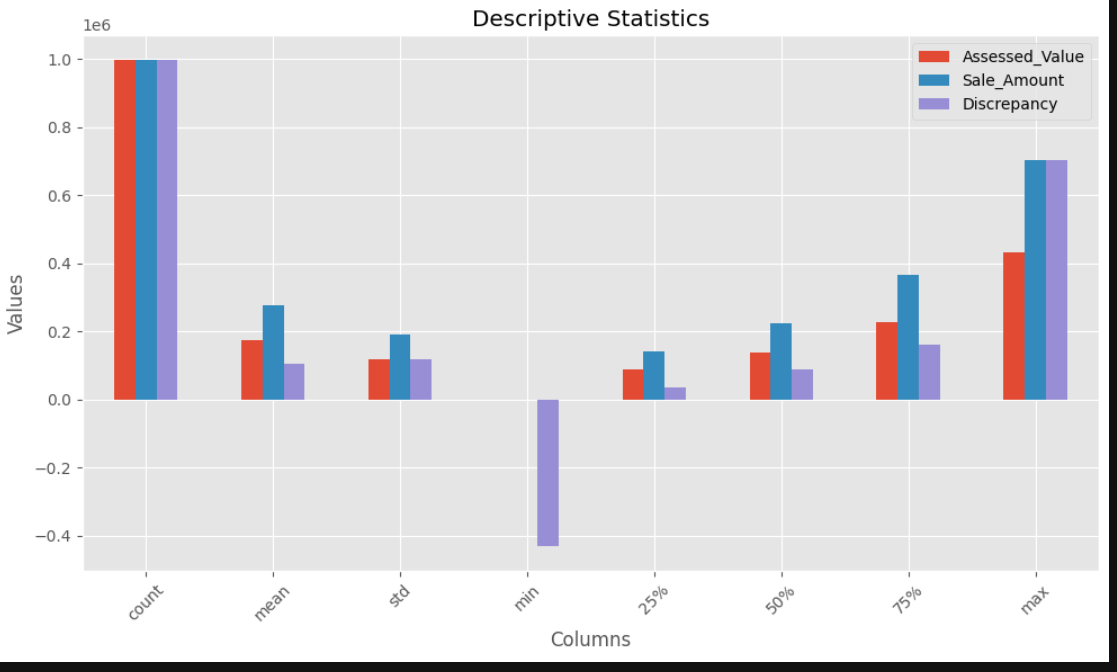 Descriptive Statistics
1e6
Assessed_Value
Sale_Amount
Discrepancy
1.0
0.8
0.6
0.4
0.2
0.0
−0.2
−0.4
Values
count
mean
std
min
25%
50%
75%
max
Columns